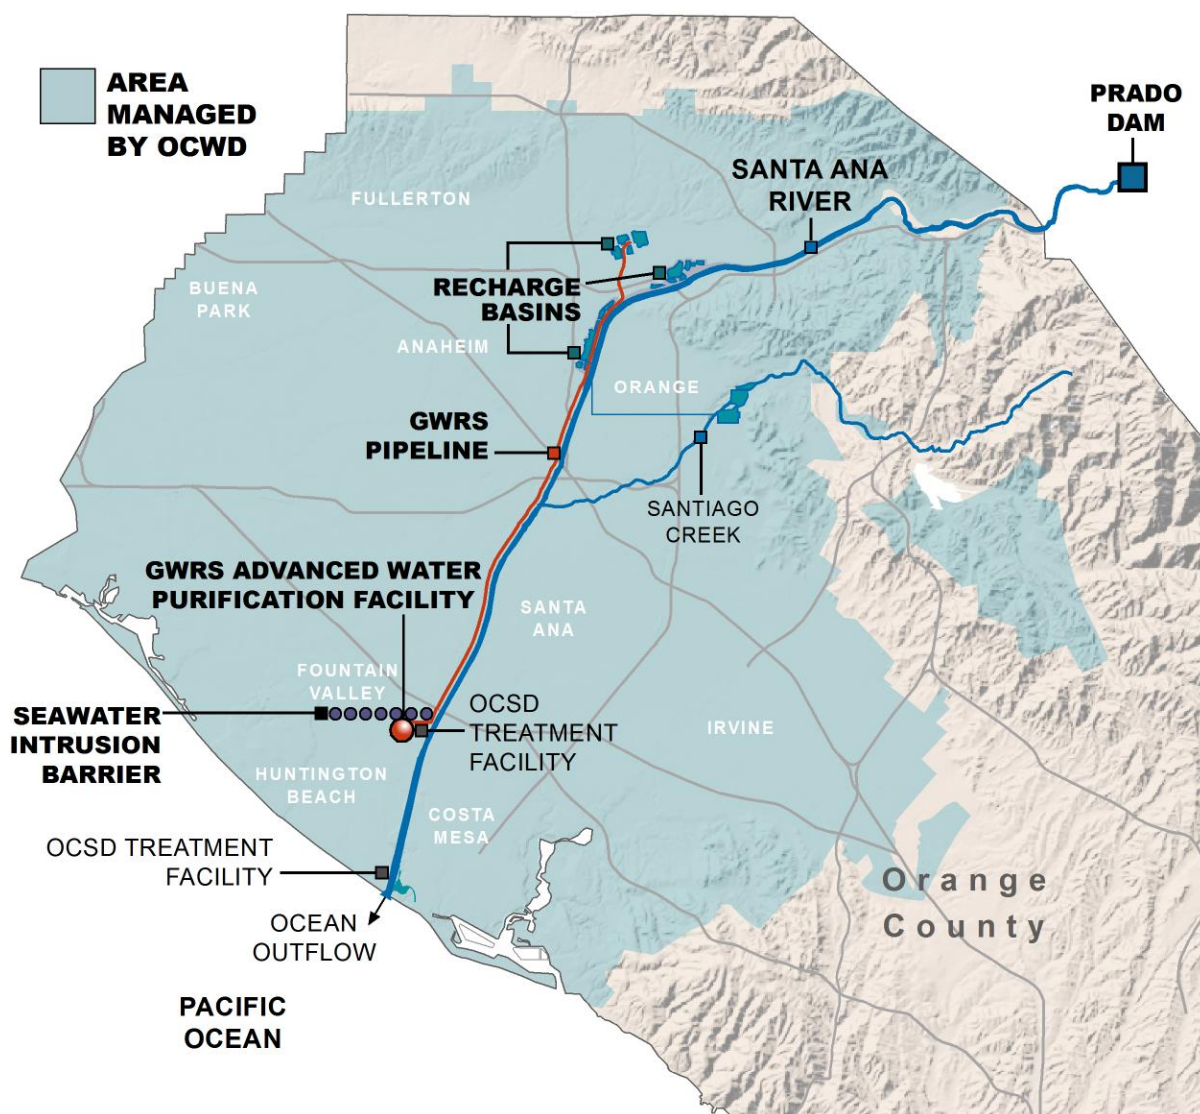 AREA
MANAGED
BY OCWD
PRADO
DAM
SANTA ANA
RIVER
FULLERTON
RECHARGE
BASINS
BUENA
PARK
ANAHEIM
ORANGE
GWRS
PIPELINE
SANTIAGO
CREEK
GWRS ADVANCED WATER
PURIFICATION FACILITY
SANTA
ANA
FOUNTAIN
VALLEY
SEAWATER
INTRUSION
BARRIER
OCSD
TREATMENT
FACILITY
IRVINE
HUNTINGTON
BEACH
COSTA
MESA
OCSD TREATMENT
FACILITY
Orange
County
OCEAN
OUTFLOW
PACIFIC
OCEAN